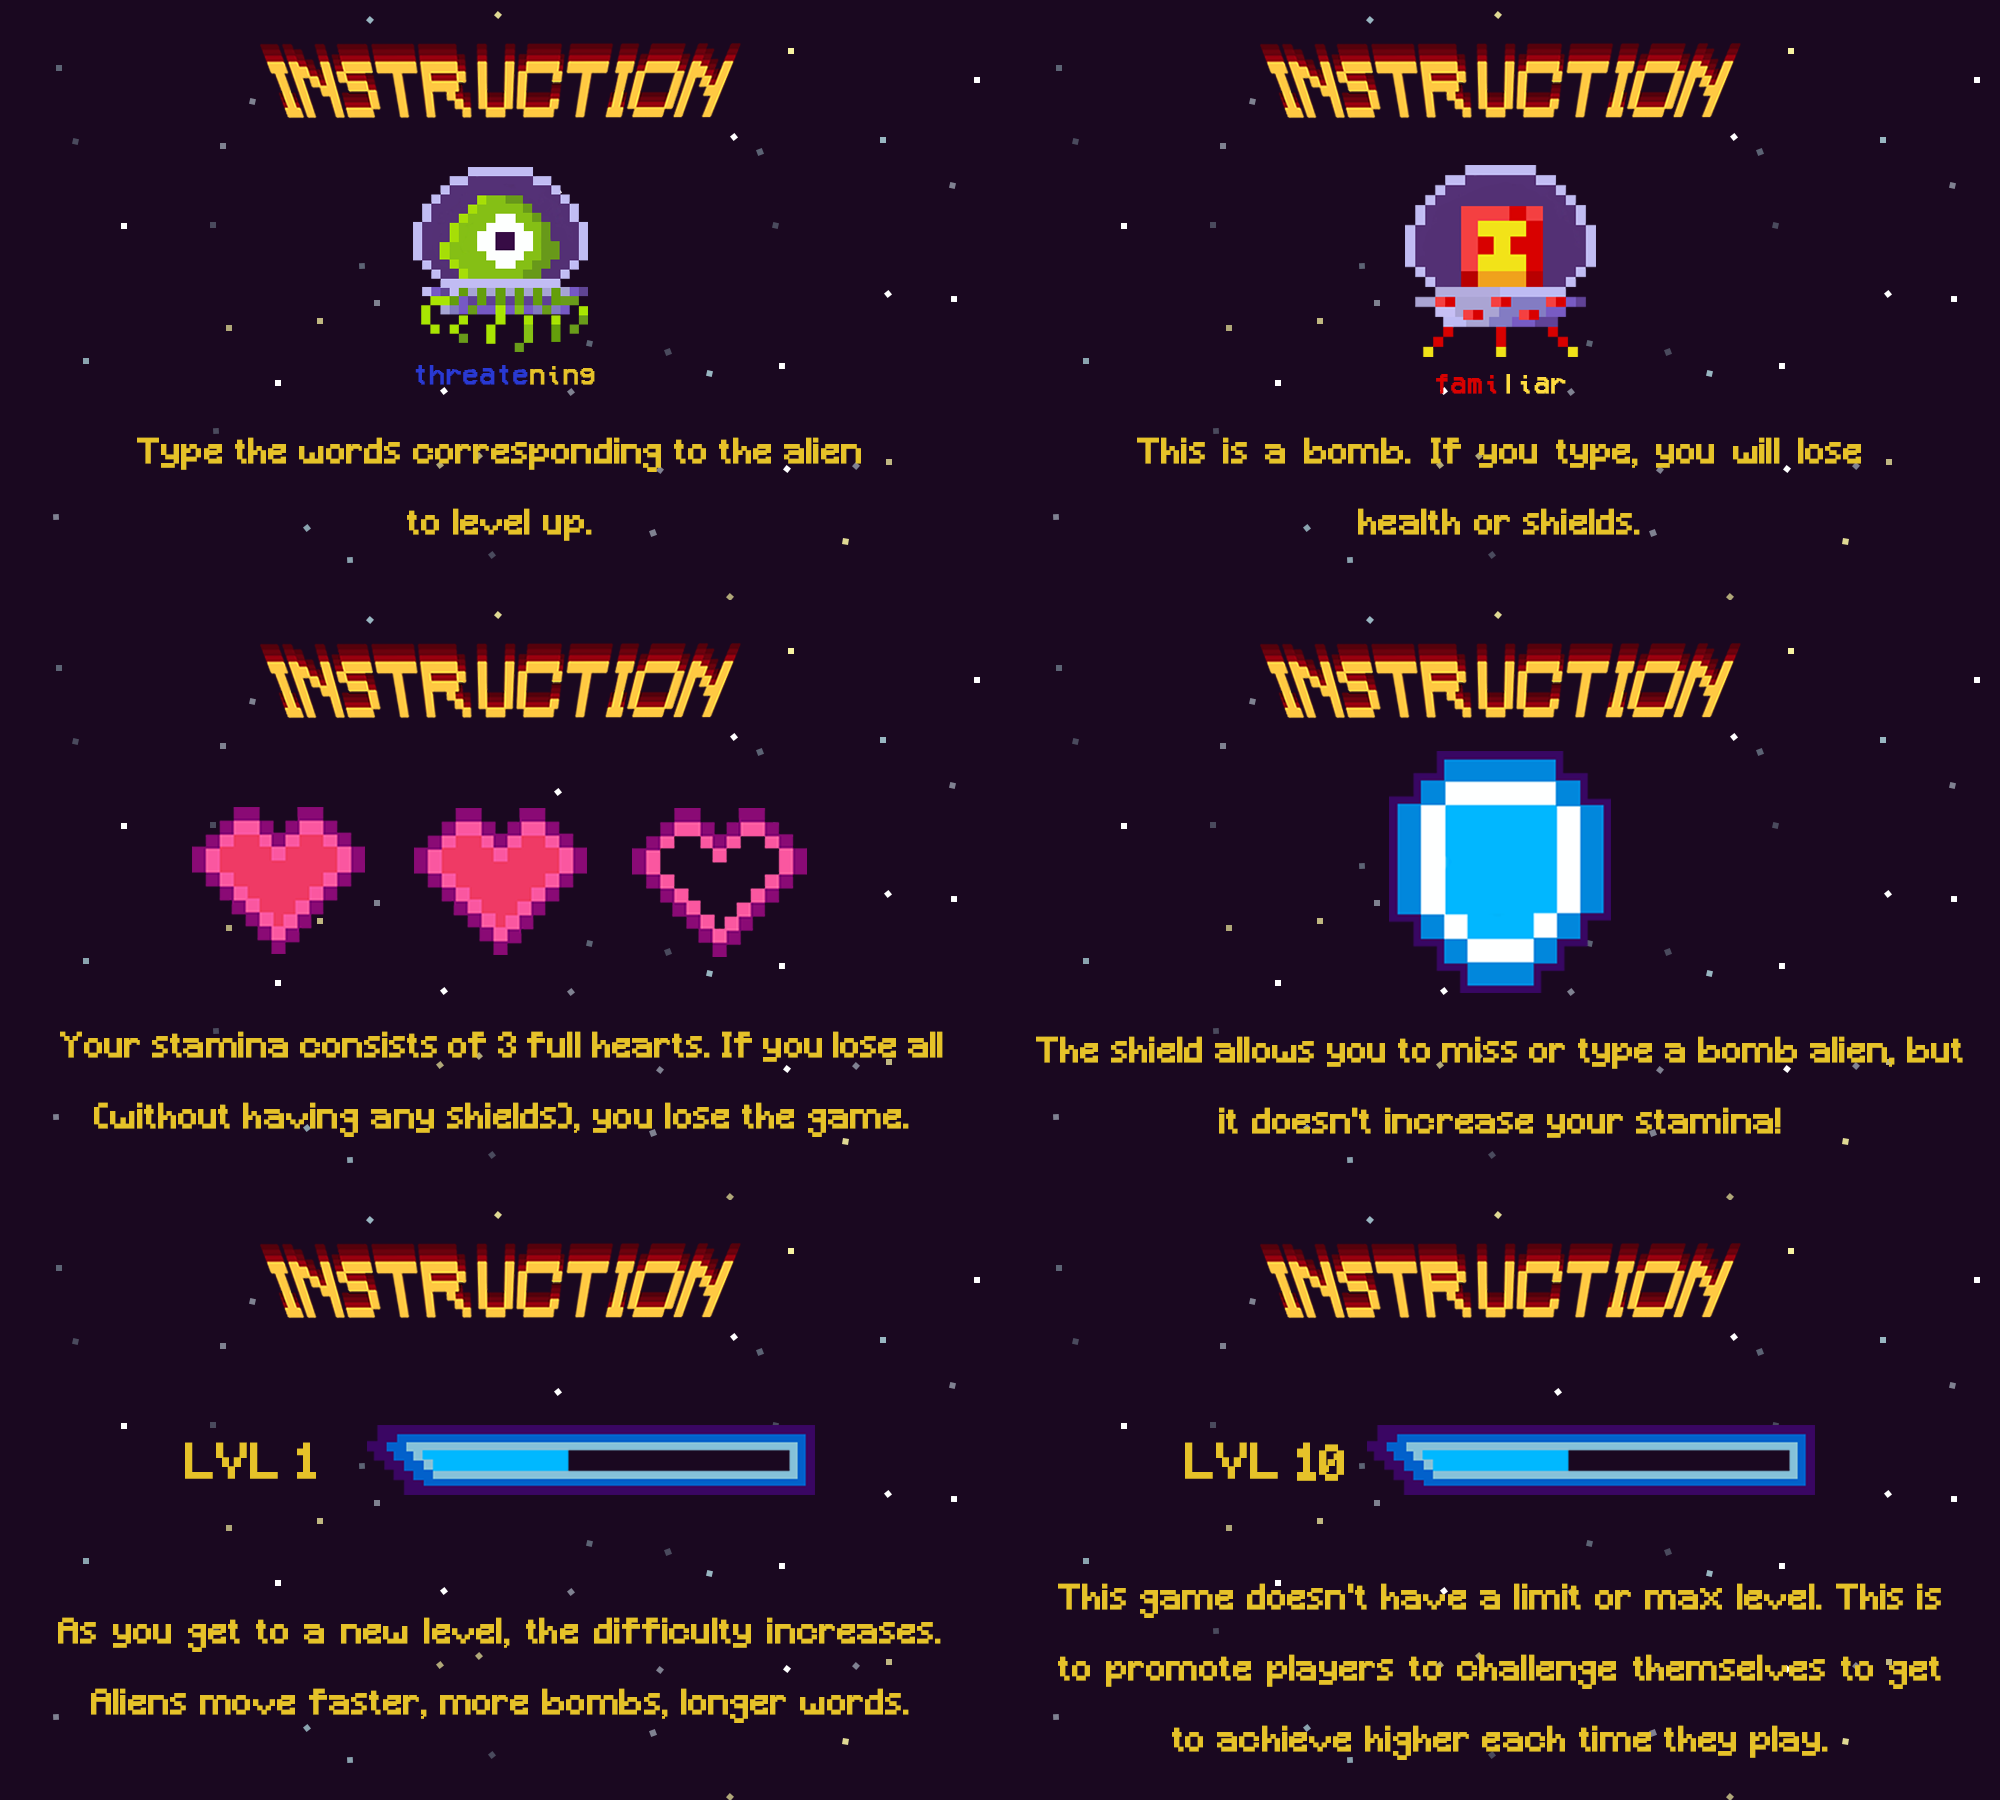 INSTRUCTION
threatening
Type the words corresponding to the alien
to level up.
INSTRUCTION
familiar
This is a bomb. If you type, you will lose
health or shields.
INSTRUCTION
Your stamina consists of 3 full hearts. If you lose all
(without having any shields), you lose the game.
INSTRUCTION
The shield allows you to miss or type a bomb alien, but
it doesn't increase your stamina!
INSTRUCTION
LVL 1
As you get to a new level, the difficulty increases.
Aliens move faster, more bombs, longer words.
INSTRUCTION
LVL 10
This game doesn't have a limit or max level. This is
to promote players to challenge themselves to get
to achieve higher each time they play.